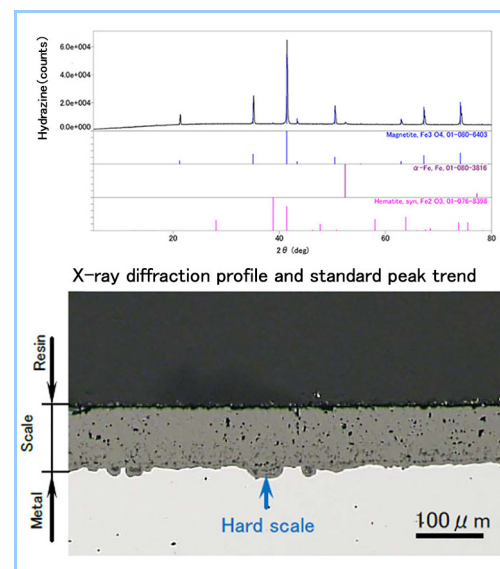 Hydrazine(counts)
6.0e+004
4.0e+004
2.0e+004
0.0e+000
Magnetite, Fe3 O4, 01-080-6403
α-Fe, Fe, 01-080-3816
Hematite, syn, Fe2 O3, 01-076-8398
20
40
60
80
2θ (deg)
X-ray diffraction profile and standard peak trend
Resin
Scale
Metal
Hard scale
100μm